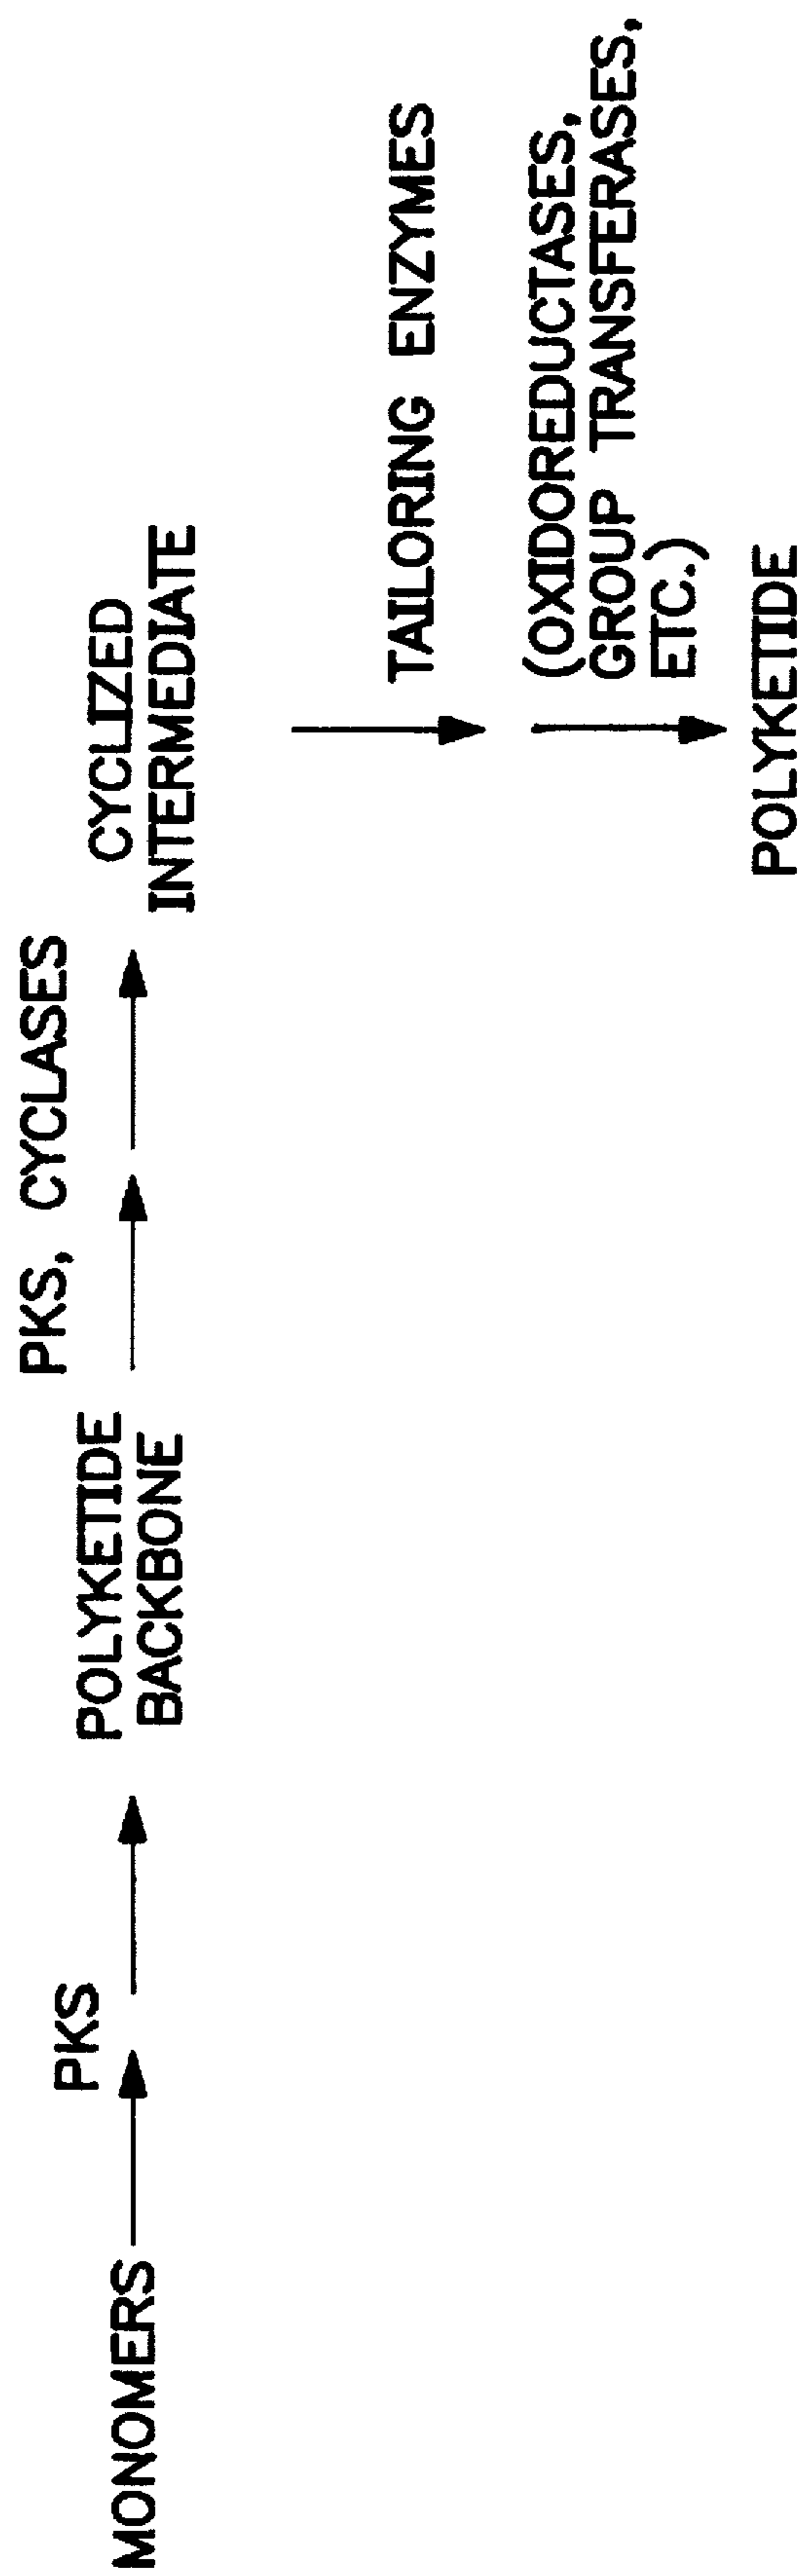 MONOMERS
PKS
POLYKETIDE
BACKBONE
PKS, CYCLASES
CYCLIZED
INTERMEDIATE
TAILORING ENZYMES
(OXIDOREDUCTASES,
GROUP TRANSFERASES,
ETC.)
POLYKETIDE